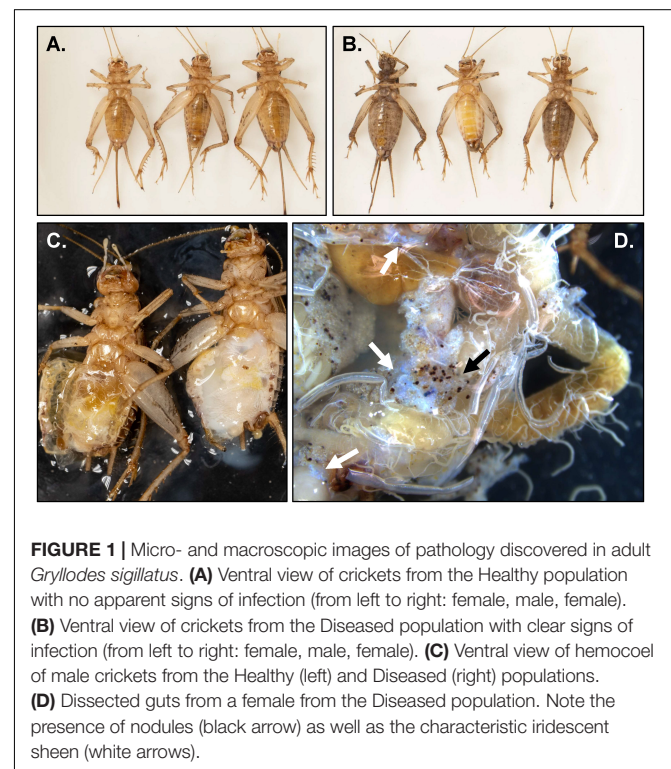 A.
B.
C.
D.
FIGURE 1 | Micro- and macroscopic images of pathology discovered in adult
Gryllodes sigillatus. (A) Ventral view of crickets from the Healthy population
with no apparent signs of infection (from left to right: female, male, female).
(B) Ventral view of crickets from the Diseased population with clear signs of
infection (from left to right: female, male, female). (C) Ventral view of hemocoel
of male crickets from the Healthy (left) and Diseased (right) populations.
(D) Dissected guts from a female from the Diseased population. Note the
presence of nodules (black arrow) as well as the characteristic iridescent
sheen (white arrows).